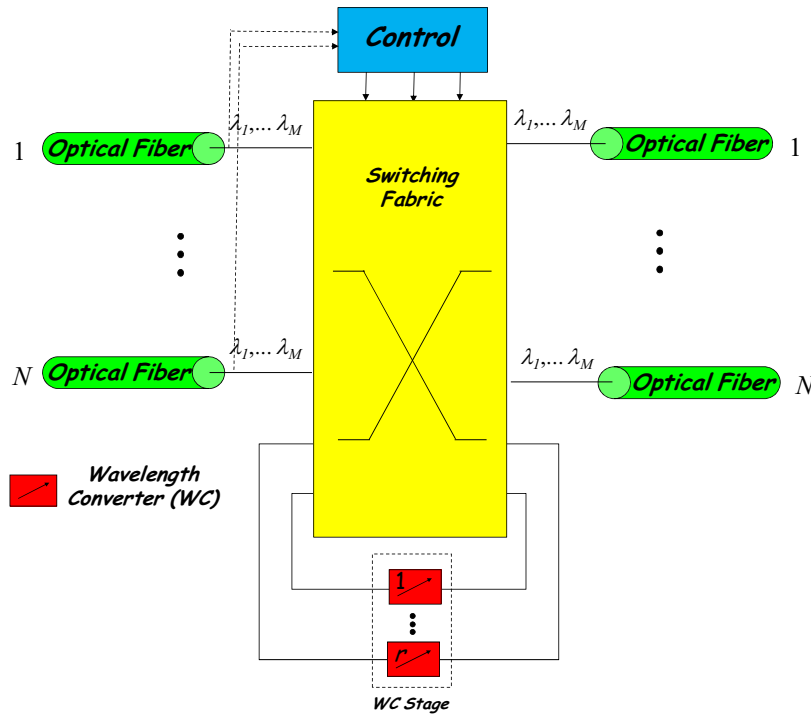 Control
λ1,... λM
λ1,... λM
1
Optical Fiber
Optical Fiber
1
Switching
Fabric
λ1,... λM
λ1,... λM
N
Optical Fiber
Optical Fiber
N
Wavelength
Converter (WC)
1
r
WC Stage